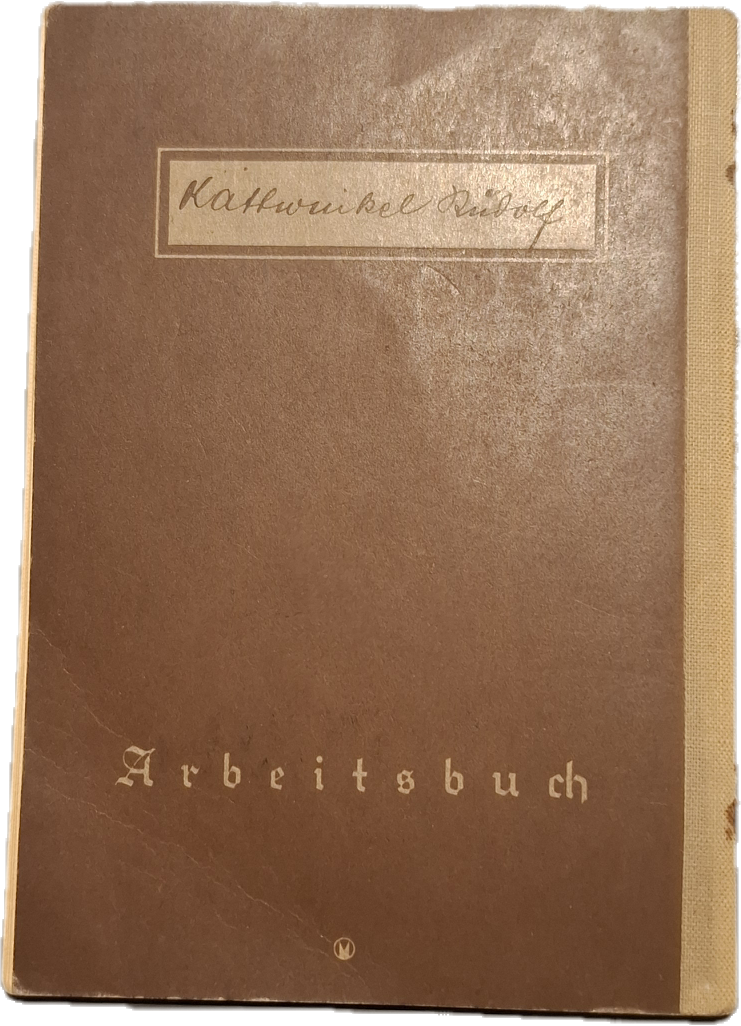 Kattwinkel Rudolf
Arbeitsbuch
M